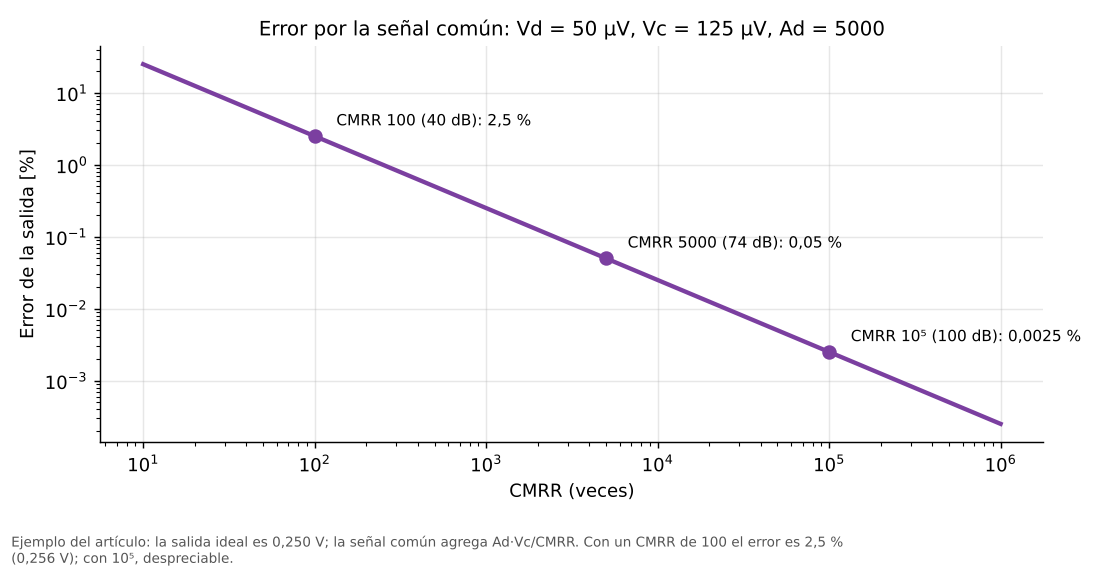 Error por la señal común: Vd = 50 µV, Vc = 125 µV, Ad = 5000
Error de la salida [%]
10¹
10⁰
10⁻¹
10⁻²
10⁻³
CMRR 100 (40 dB): 2,5 %
CMRR 5000 (74 dB): 0,05 %
CMRR 10⁵ (100 dB): 0,0025 %
10¹ 10² 10³ 10⁴ 10⁵ 10⁶
CMRR (veces)
Ejemplo del artículo: la salida ideal es 0,250 V; la señal común agrega Ad·Vc/CMRR. Con un CMRR de 100 el error es 2,5 %
(0,256 V); con 10⁵, despreciable.